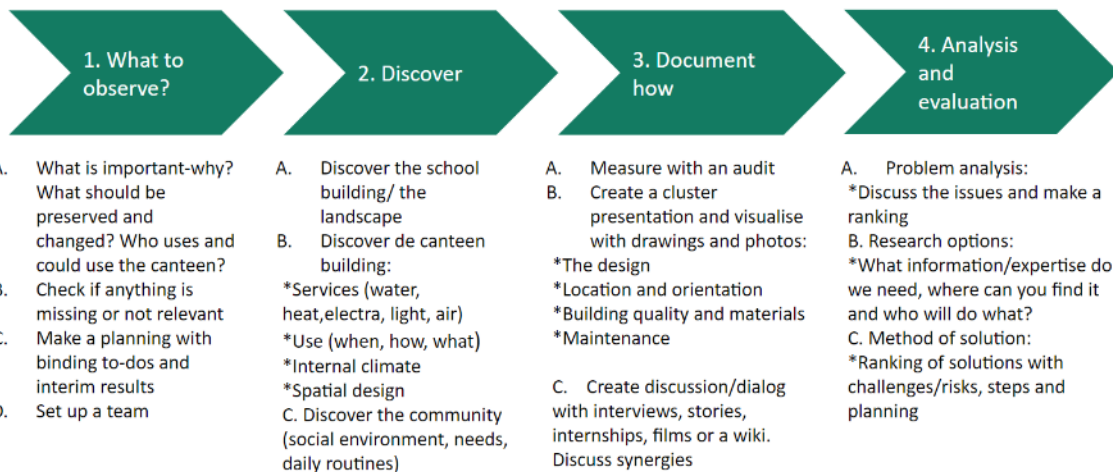 1. What to
observe?
A. What is important-why?
What should be
preserved and
changed? Who uses and
could use the canteen?
B. Check if anything is
missing or not relevant
C. Make a planning with
binding to-dos and
interim results
D. Set up a team
2. Discover
A. Discover the school
building/ the
landscape
B. Discover de canteen
building:
*Services (water,
heat,electra, light, air)
*Use (when, how, what)
*Internal climate
*Spatial design
C. Discover the community
(social environment, needs,
daily routines)
3. Document
how
A. Measure with an audit
B. Create a cluster
presentation and visualise
with drawings and photos:
*The design
*Location and orientation
*Building quality and materials
*Maintenance
C. Create discussion/dialog
with interviews, stories,
internships, films or a wiki.
Discuss synergies
4. Analysis
and
evaluation
A. Problem analysis:
*Discuss the issues and make a
ranking
B. Research options:
*What information/expertise do
we need, where can you find it
and who will do what?
C. Method of solution:
*Ranking of solutions with
challenges/risks, steps and
planning